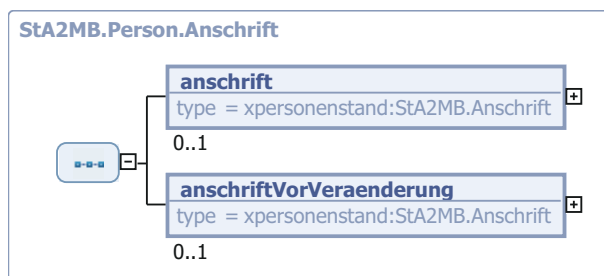 StA2MB.Person.Anschrift
anschrift
type = xpersonenstand:StA2MB.Anschrift
0..1
anschriftVorVeraenderung
type = xpersonenstand:StA2MB.Anschrift
0..1